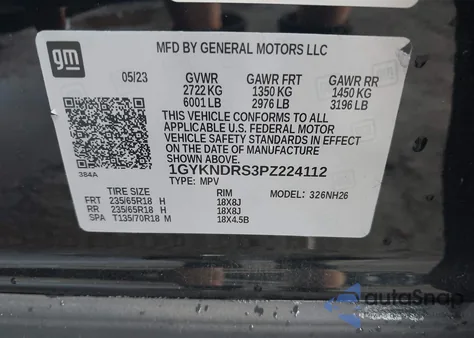 gm
MFD BY GENERAL MOTORS LLC
05/23 GVWR GAWR FRT GAWR RR
2722 KG 1350 KG 1450 KG
6001 LB 2976 LB 3196 LB
THIS VEHICLE CONFORMS TO ALL
APPLICABLE U.S. FEDERAL MOTOR
VEHICLE SAFETY STANDARDS IN EFFECT
ON THE DATE OF MANUFACTURE SHOWN ABOVE.
384A
1GYKNDRS3PZ224112
TYPE: MPV
TIRE SIZE RIM MODEL: 326NH26
FRT 235/65R18 H 18X8J
RR 235/65R18 H 18X8J
SPA T135/70R18 M 18X4.5B
autoSnap